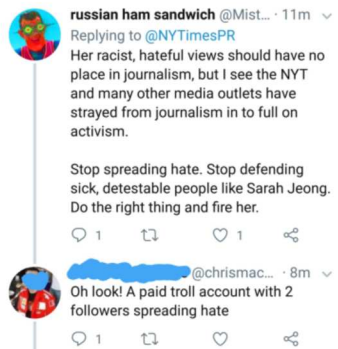 russian ham sandwich @Mist... · 11m
Replying to @NYTimesPR
Her racist, hateful views should have no
place in journalism, but I see the NYT
and many other media outlets have
strayed from journalism in to full on
activism.
Stop spreading hate. Stop defending
sick, detestable people like Sarah Jeong.
Do the right thing and fire her.
1 1
@chrismac... · 8m
Oh look! A paid troll account with 2
followers spreading hate
1